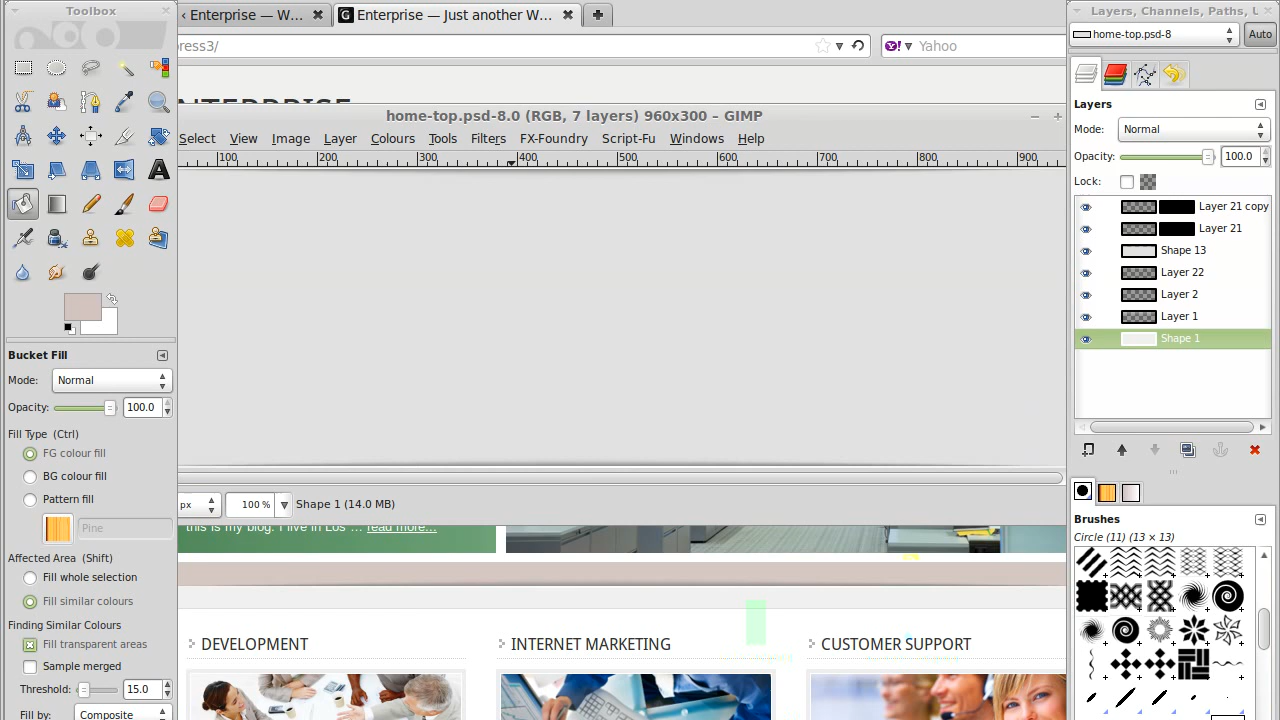 Toolbox
‹ Enterprise — W...
Enterprise — Just another W...
Layers, Channels, Paths, U
press3/
Yahoo
home-top.psd-8
Auto
ENTERPRISE
home-top.psd-8.0 (RGB, 7 layers) 960x300 – GIMP
Select View Image Layer Colors Tools Filters FX-Foundry Script-Fu Windows Help
100 200 300 400 500 600 700 800 900
Layers
Mode: Normal
Opacity: 100.0
Lock:
Layer 21 copy
Layer 21
Shape 13
Layer 22
Layer 2
Layer 1
Shape 1
Bucket Fill
Mode: Normal
Opacity: 100.0
Fill Type (Ctrl)
FG colour fill
BG colour fill
Pattern fill
Pine
Affected Area (Shift)
Fill whole selection
Fill similar colours
Finding Similar Colours
Fill transparent areas
Sample merged
Threshold: 15.0
Fill by: Composite
px 100 % Shape 1 (14.0 MB)
this is my blog. I live in Los … read more...
DEVELOPMENT
INTERNET MARKETING
CUSTOMER SUPPORT
Brushes
Circle (11) (13 × 13)